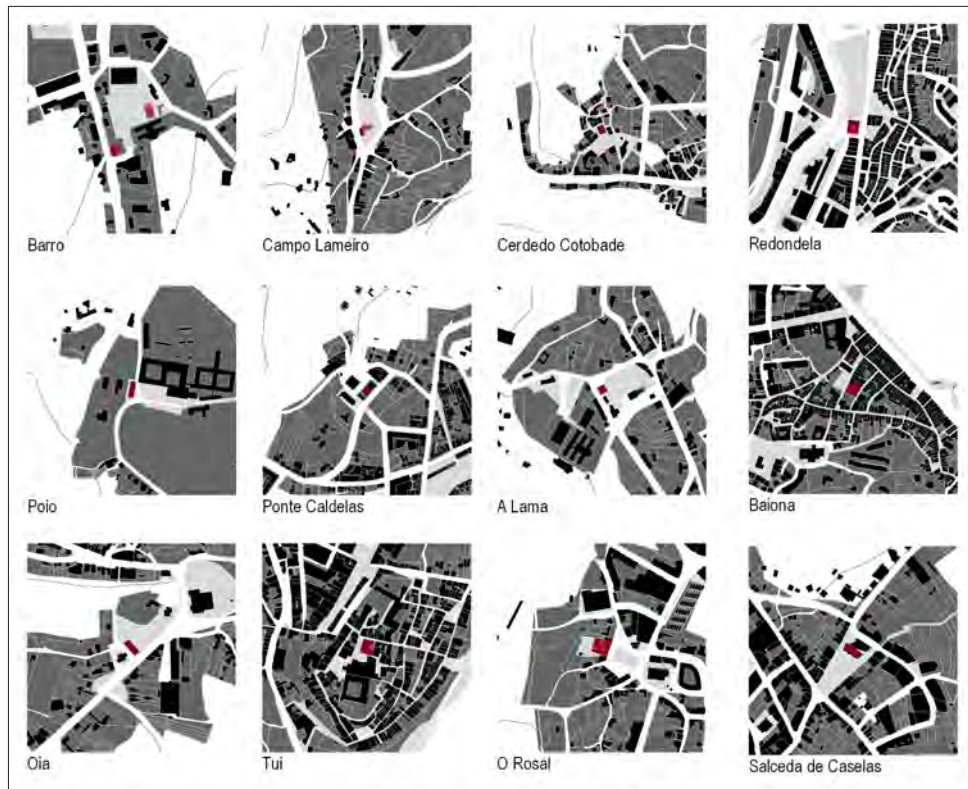 Barro
Campo Lameiro
Cerdedo Cotobade
Redondela
Poio
Ponte Caldelas
A Lama
Baiona
Oia
Tui
O Rosal
Salceda de Caselas